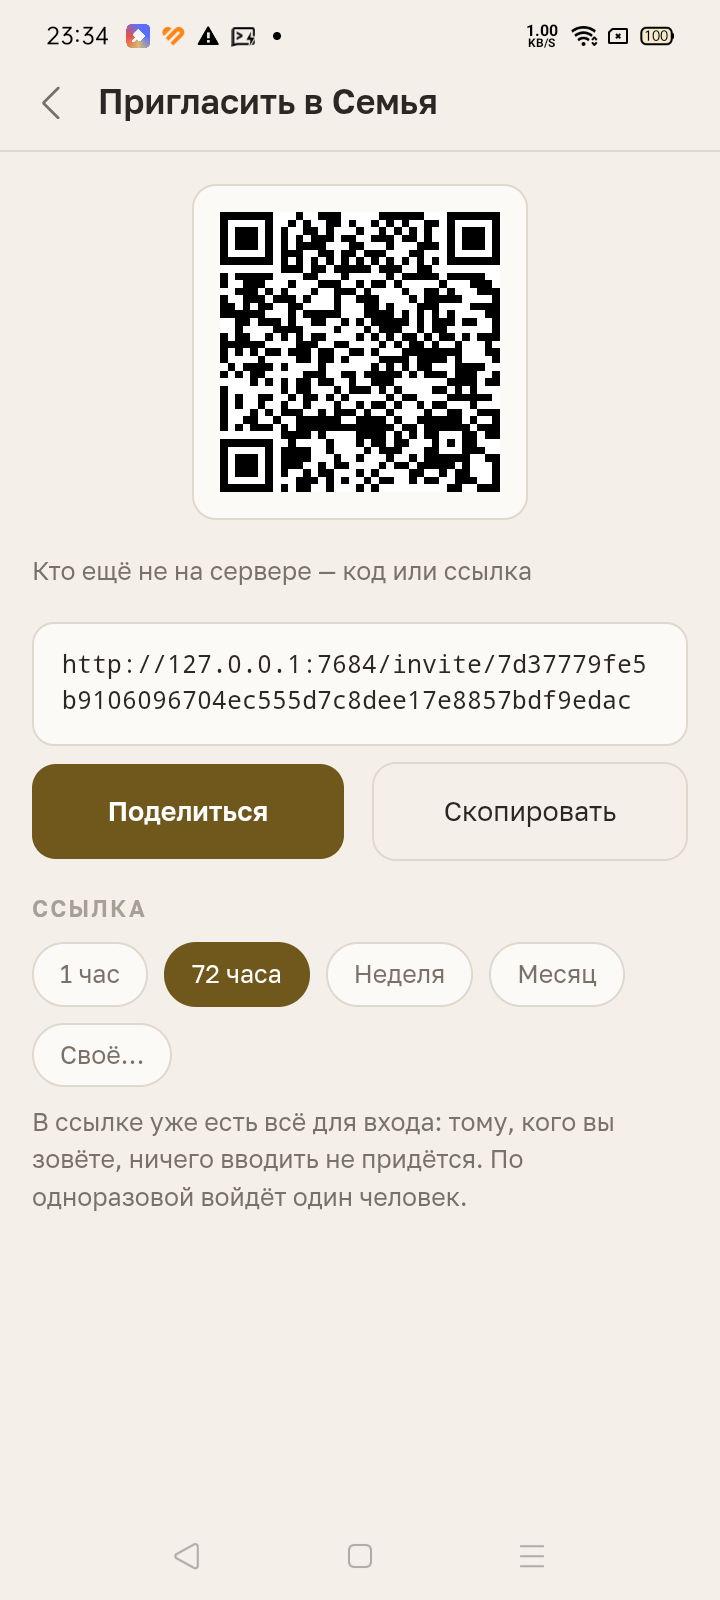 23:34
1.00
KB/S
100
Пригласить в Семья
Кто ещё не на сервере — код или ссылка
http://127.0.0.1:7684/invite/7d37779fe5
b9106096704ec555d7c8dee17e8857bdf9edac
Поделиться
Скопировать
ССЫЛКА
1 час
72 часа
Неделя
Месяц
Своё...
В ссылке уже есть всё для входа: тому, кого вы
зовёте, ничего вводить не придётся. По
одноразовой войдёт один человек.